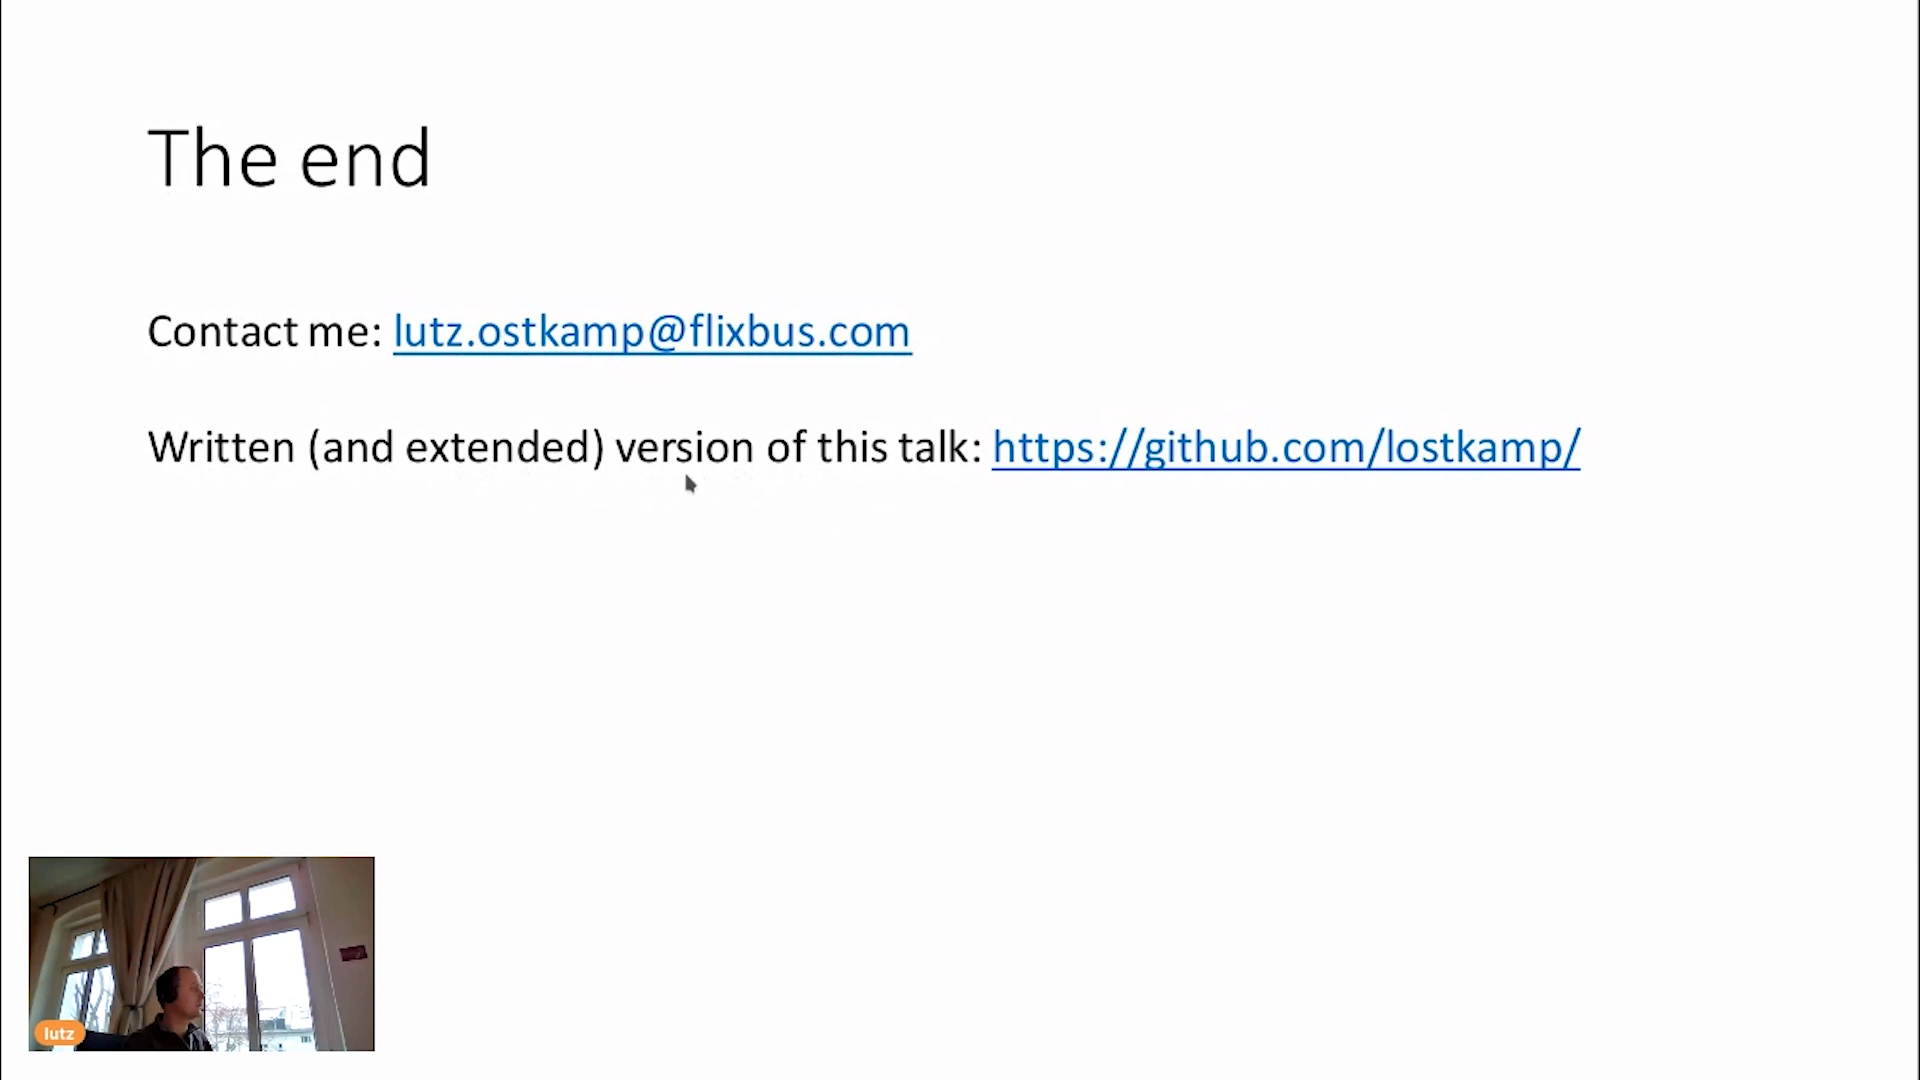 The end
Contact me: lutz.ostkamp@flixbus.com
Written (and extended) version of this talk: https://github.com/lostkamp/
lutz